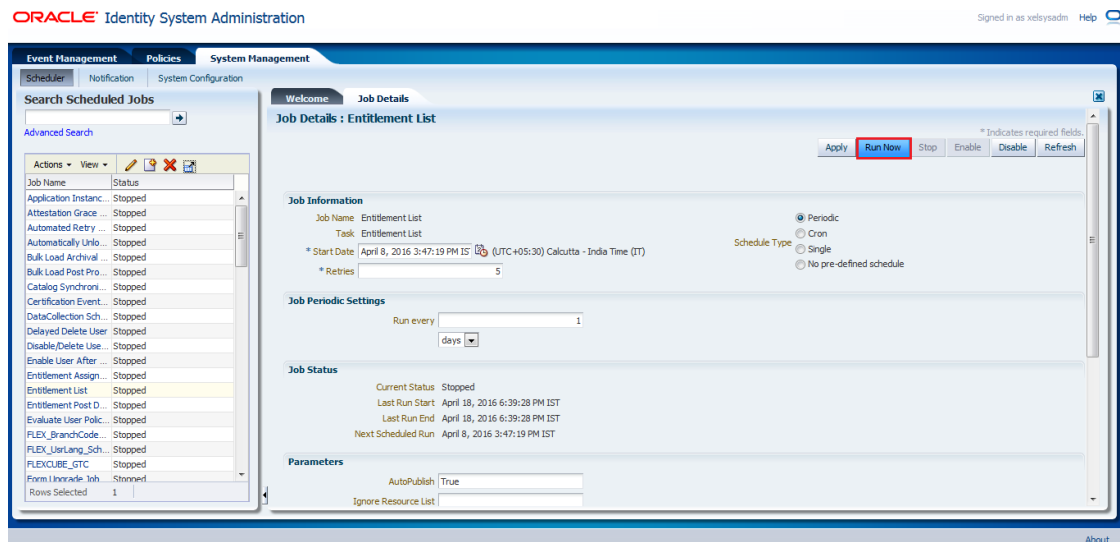 ORACLE Identity System Administration
Signed in as xelsysadm Help
Event Management Policies System Management
Scheduler Notification System Configuration
Search Scheduled Jobs
Advanced Search
Actions View
Job Name Status
Application Instanc... Stopped
Attestation Grace ... Stopped
Automated Retry ... Stopped
Automatically Unlo... Stopped
Bulk Load Archival ... Stopped
Bulk Load Post Pro... Stopped
Catalog Synchroni... Stopped
Certification Event... Stopped
DataCollection Sch... Stopped
Delayed Delete User Stopped
Disable/Delete Use... Stopped
Enable User After ... Stopped
Entitlement Assign... Stopped
Entitlement List Stopped
Entitlement Post D... Stopped
Evaluate User Polic... Stopped
FLEX_BranchCode... Stopped
FLEX_UsrLang_Sch... Stopped
FLEXCUBE_GTC Stopped
Form Upgrade Job Stopped
Rows Selected 1
Welcome Job Details
Job Details : Entitlement List
* Indicates required fields.
Apply Run Now Stop Enable Disable Refresh
Job Information
Job Name Entitlement List
Task Entitlement List
* Start Date April 8, 2016 3:47:19 PM IS (UTC+05:30) Calcutta - India Time (IT)
* Retries 5
Schedule Type
Periodic
Cron
Single
No pre-defined schedule
Job Periodic Settings
Run every 1
days
Job Status
Current Status Stopped
Last Run Start April 18, 2016 6:39:28 PM IST
Last Run End April 18, 2016 6:39:28 PM IST
Next Scheduled Run April 8, 2016 3:47:19 PM IST
Parameters
AutoPublish True
Ignore Resource List
About